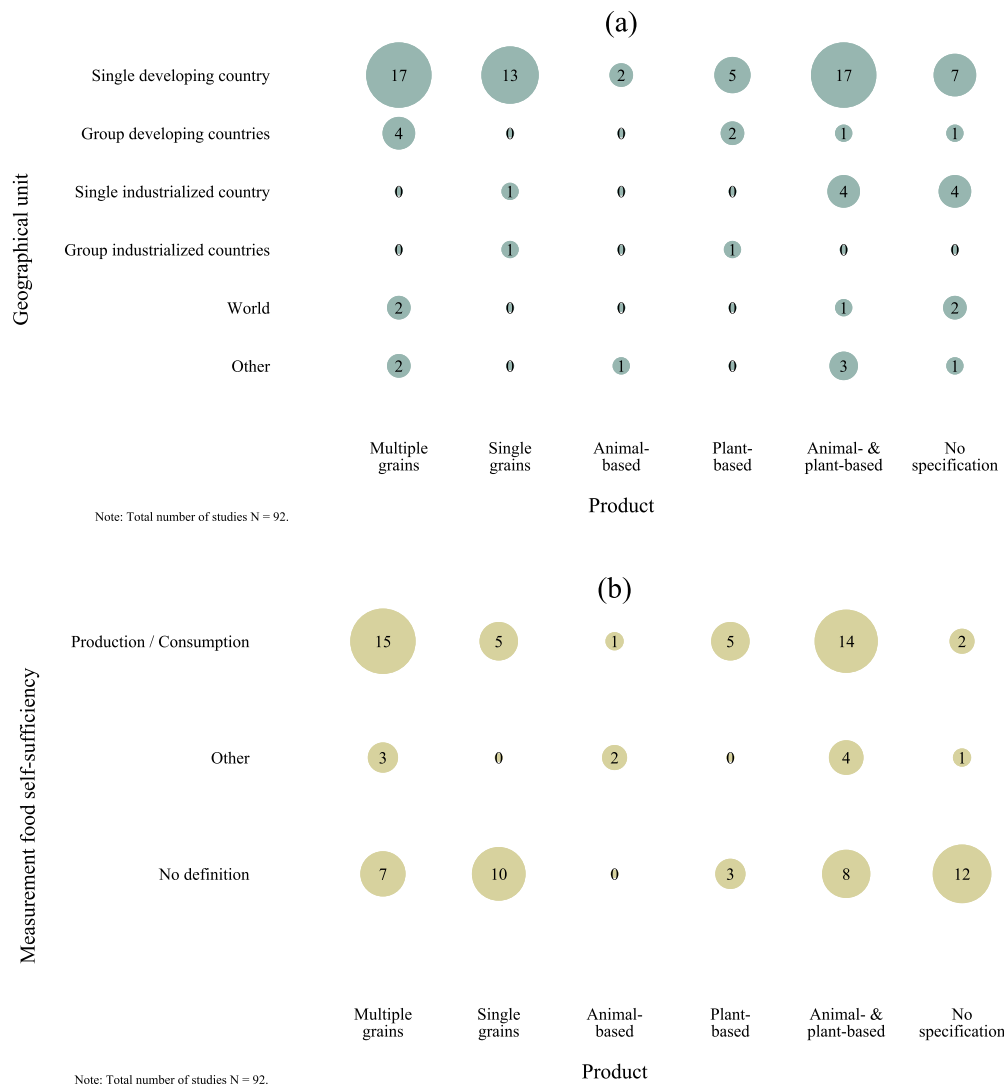 (a)
Geographical unit
Single developing country 17 13 2 5 17 7
Group developing countries 4 0 0 2 1 1
Single industrialized country 0 1 0 0 4 4
Group industrialized countries 0 1 0 1 0 0
World 2 0 0 0 1 2
Other 2 0 1 0 3 1
Multiple Single Animal- Plant- Animal- & No
grains grains based based plant-based specification
Product
Note: Total number of studies N = 92.
(b)
Measurement food self-sufficiency
Production / Consumption 15 5 1 5 14 2
Other 3 0 2 0 4 1
No definition 7 10 0 3 8 12
Multiple Single Animal- Plant- Animal- & No
grains grains based based plant-based specification
Product
Note: Total number of studies N = 92.